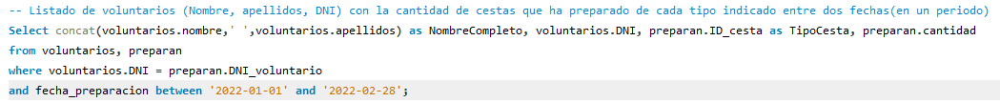 -- Listado de voluntarios (Nombre, apellidos, DNI) con la cantidad de cestas que ha preparado de cada tipo indicado entre dos fechas(en un periodo)
Select concat(voluntarios.nombre,' ',voluntarios.apellidos) as NombreCompleto, voluntarios.DNI, preparan.ID_cesta as TipoCesta, preparan.cantidad
from voluntarios, preparan
where voluntarios.DNI = preparan.DNI_voluntario
and fecha_preparacion between '2022-01-01' and '2022-02-28';